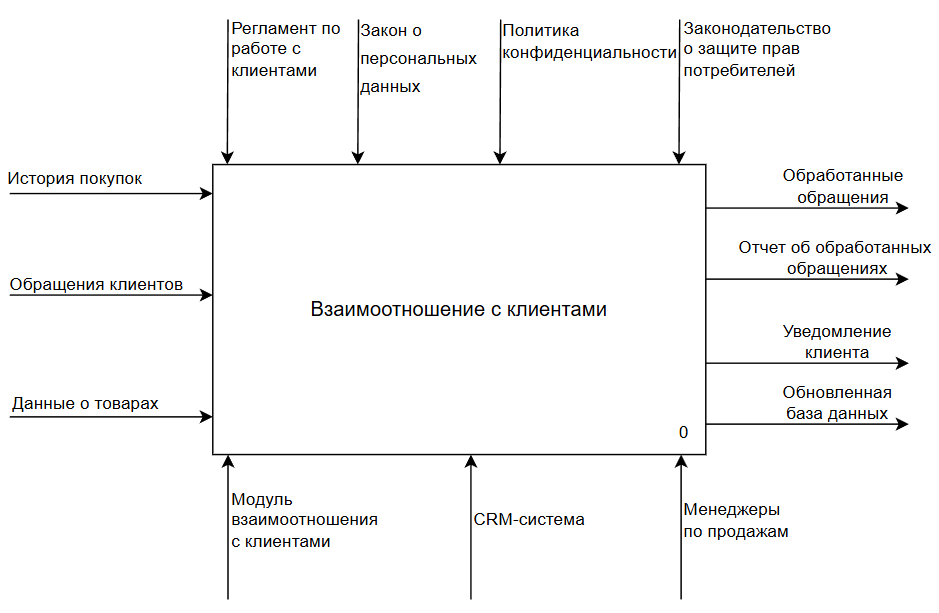 Регламент по
работе с
клиентами
Закон о
персональных
данных
Политика
конфиденциальности
Законодательство
о защите прав
потребителей
История покупок
Обращения клиентов
Данные о товарах
Взаимоотношение с клиентами
0
Обработанные
обращения
Отчет об обработанных
обращениях
Уведомление
клиента
Обновленная
база данных
Модуль
взаимоотношения
с клиентами
CRM-система
Менеджеры
по продажам